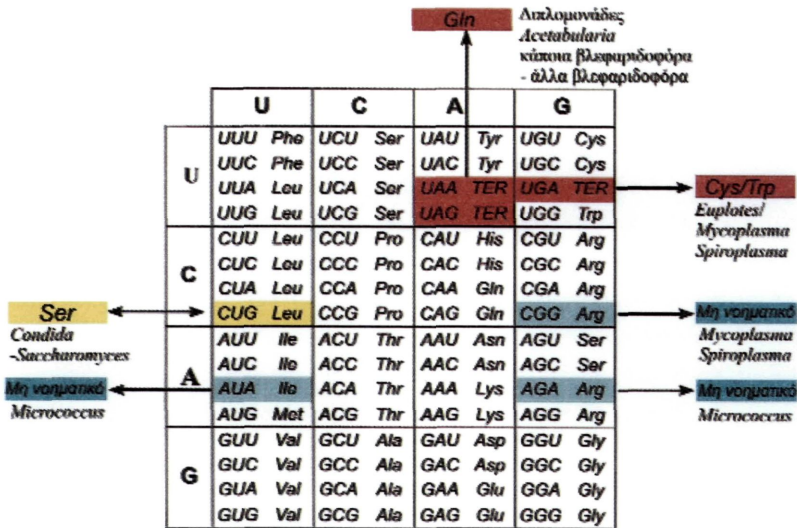 Gln
Διπλομονάδες
Acetabularia
κάποια βλεφαριδοφόρα
- άλλα βλεφαριδοφόρα
U C A G
U
UUU Phe UCU Ser UAU Tyr UGU Cys
UUC Phe UCC Ser UAC Tyr UGC Cys
UUA Leu UCA Ser UAA TER UGA TER
UUG Leu UCG Ser UAG TER UGG Trp
Cys/Trp
Euplotes/
Mycoplasma
Spiroplasma
C
CUU Leu CCU Pro CAU His CGU Arg
CUC Leu CCC Pro CAC His CGC Arg
CUA Leu CCA Pro CAA Gln CGA Arg
CUG Leu CCG Pro CAG Gln CGG Arg
Ser
Candida
-Saccharomyces
Μη νοηματικό
Mycoplasma
Spiroplasma
A
AUU Ile ACU Thr AAU Asn AGU Ser
AUC Ile ACC Thr AAC Asn AGC Ser
AUA Ile ACA Thr AAA Lys AGA Arg
AUG Met ACG Thr AAG Lys AGG Arg
Μη νοηματικό
Micrococcus
Μη νοηματικό
Micrococcus
G
GUU Val GCU Ala GAU Asp GGU Gly
GUC Val GCC Ala GAC Asp GGC Gly
GUA Val GCA Ala GAA Glu GGA Gly
GUG Val GCG Ala GAG Glu GGG Gly